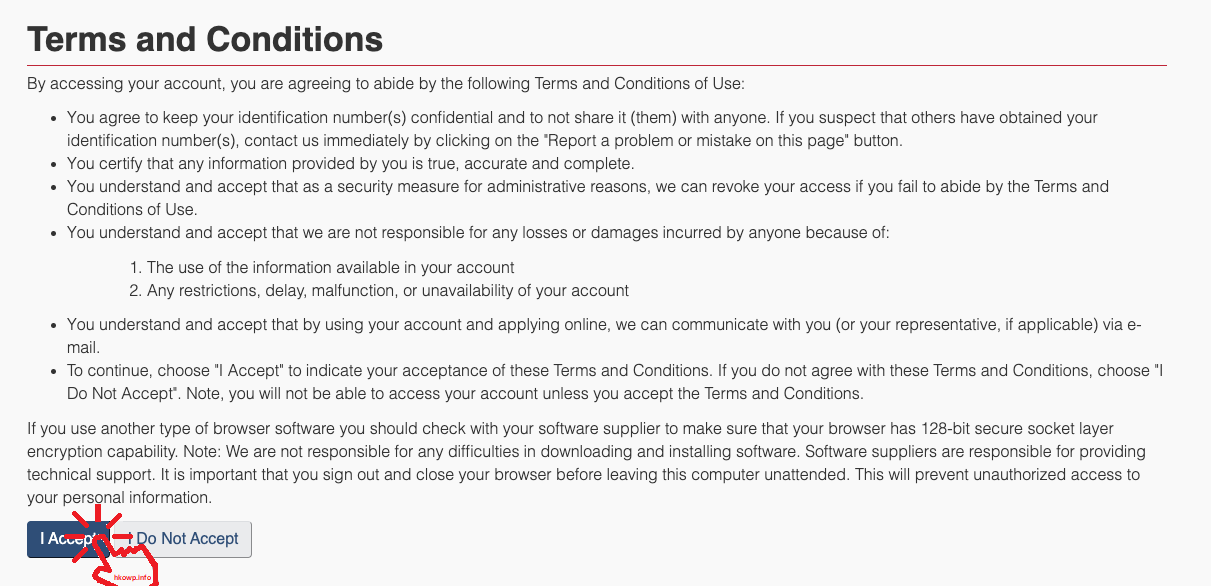 Terms and Conditions
By accessing your account, you are agreeing to abide by the following Terms and Conditions of Use:
• You agree to keep your identification number(s) confidential and to not share it (them) with anyone. If you suspect that others have obtained your
identification number(s), contact us immediately by clicking on the "Report a problem or mistake on this page" button.
• You certify that any information provided by you is true, accurate and complete.
• You understand and accept that as a security measure for administrative reasons, we can revoke your access if you fail to abide by the Terms and
Conditions of Use.
• You understand and accept that we are not responsible for any losses or damages incurred by anyone because of:
1. The use of the information available in your account
2. Any restrictions, delay, malfunction, or unavailability of your account
• You understand and accept that by using your account and applying online, we can communicate with you (or your representative, if applicable) via e-
mail.
• To continue, choose "I Accept" to indicate your acceptance of these Terms and Conditions. If you do not agree with these Terms and Conditions, choose "I
Do Not Accept". Note, you will not be able to access your account unless you accept the Terms and Conditions.
If you use another type of browser software you should check with your software supplier to make sure that your browser has 128-bit secure socket layer
encryption capability. Note: We are not responsible for any difficulties in downloading and installing software. Software suppliers are responsible for providing
technical support. It is important that you sign out and close your browser before leaving this computer unattended. This will prevent unauthorized access to
your personal information.
I Accept I Do Not Accept
hkowp.info